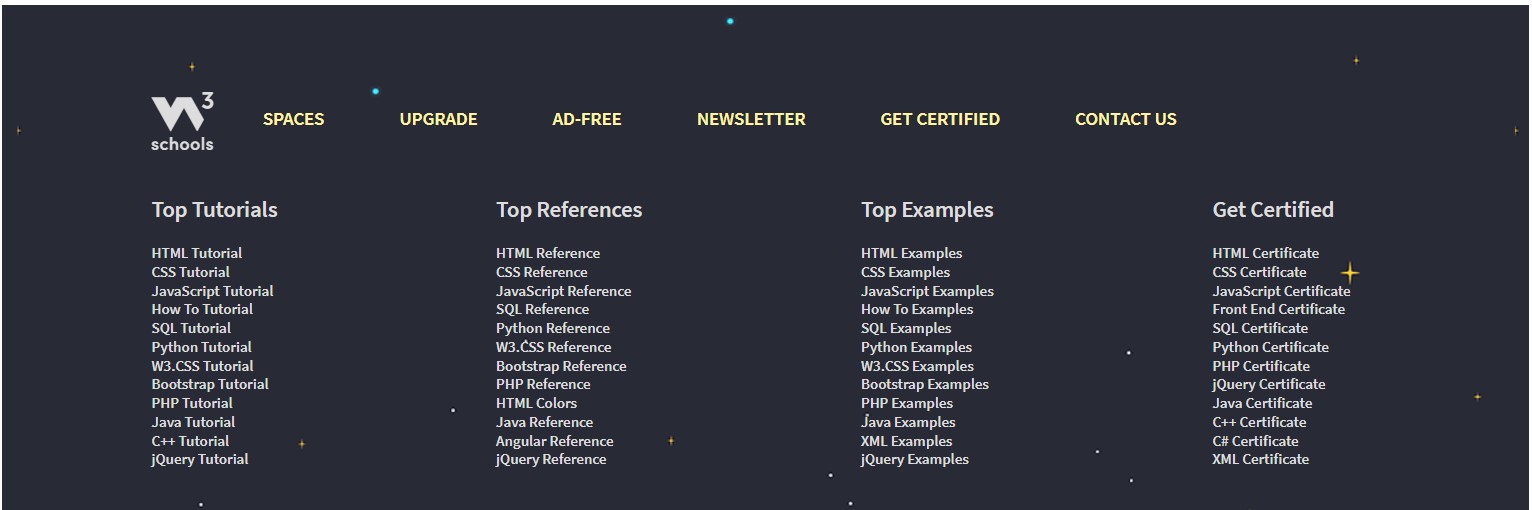 W3 schools
SPACES
UPGRADE
AD-FREE
NEWSLETTER
GET CERTIFIED
CONTACT US
Top Tutorials
HTML Tutorial
CSS Tutorial
JavaScript Tutorial
How To Tutorial
SQL Tutorial
Python Tutorial
W3.CSS Tutorial
Bootstrap Tutorial
PHP Tutorial
Java Tutorial
C++ Tutorial
jQuery Tutorial
Top References
HTML Reference
CSS Reference
JavaScript Reference
SQL Reference
Python Reference
W3.CSS Reference
Bootstrap Reference
PHP Reference
HTML Colors
Java Reference
Angular Reference
jQuery Reference
Top Examples
HTML Examples
CSS Examples
JavaScript Examples
How To Examples
SQL Examples
Python Examples
W3.CSS Examples
Bootstrap Examples
PHP Examples
Java Examples
XML Examples
jQuery Examples
Get Certified
HTML Certificate
CSS Certificate
JavaScript Certificate
Front End Certificate
SQL Certificate
Python Certificate
PHP Certificate
jQuery Certificate
Java Certificate
C++ Certificate
C# Certificate
XML Certificate